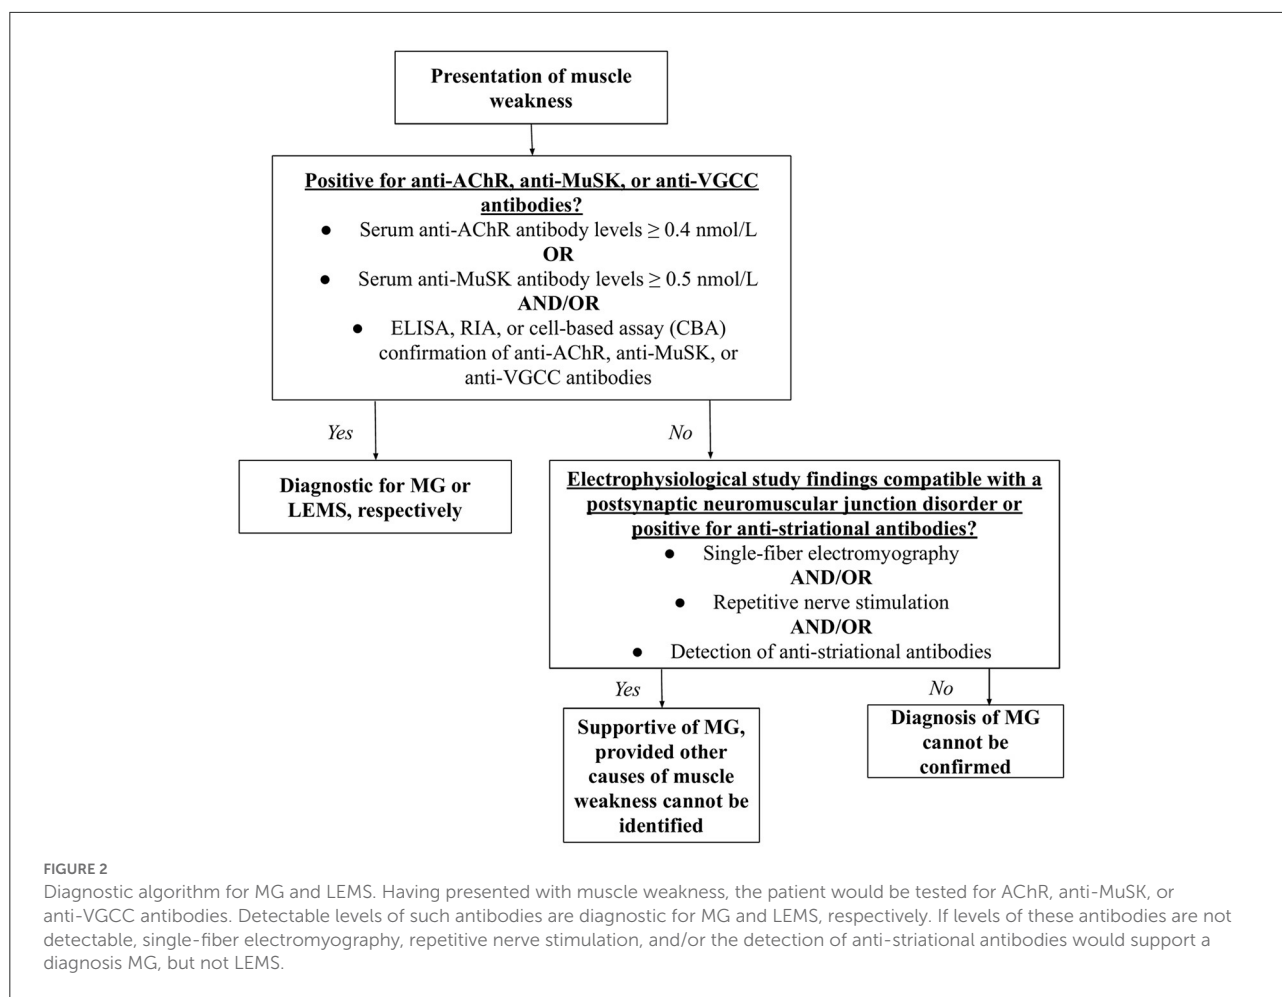 Presentation of muscle
weakness
Positive for anti-AChR, anti-MuSK, or anti-VGCC
antibodies?
● Serum anti-AChR antibody levels ≥ 0.4 nmol/L
OR
● Serum anti-MuSK antibody levels ≥ 0.5 nmol/L
AND/OR
● ELISA, RIA, or cell-based assay (CBA)
confirmation of anti-AChR, anti-MuSK, or
anti-VGCC antibodies
Yes
No
Diagnostic for MG or
LEMS, respectively
Electrophysiological study findings compatible with a
postsynaptic neuromuscular junction disorder or
positive for anti-striational antibodies?
● Single-fiber electromyography
AND/OR
● Repetitive nerve stimulation
AND/OR
● Detection of anti-striational antibodies
Yes
No
Supportive of MG,
provided other
causes of muscle
weakness cannot be
identified
Diagnosis of MG
cannot be
confirmed
FIGURE 2
Diagnostic algorithm for MG and LEMS. Having presented with muscle weakness, the patient would be tested for AChR, anti-MuSK, or
anti-VGCC antibodies. Detectable levels of such antibodies are diagnostic for MG and LEMS, respectively. If levels of these antibodies are not
detectable, single-fiber electromyography, repetitive nerve stimulation, and/or the detection of anti-striational antibodies would support a
diagnosis MG, but not LEMS.